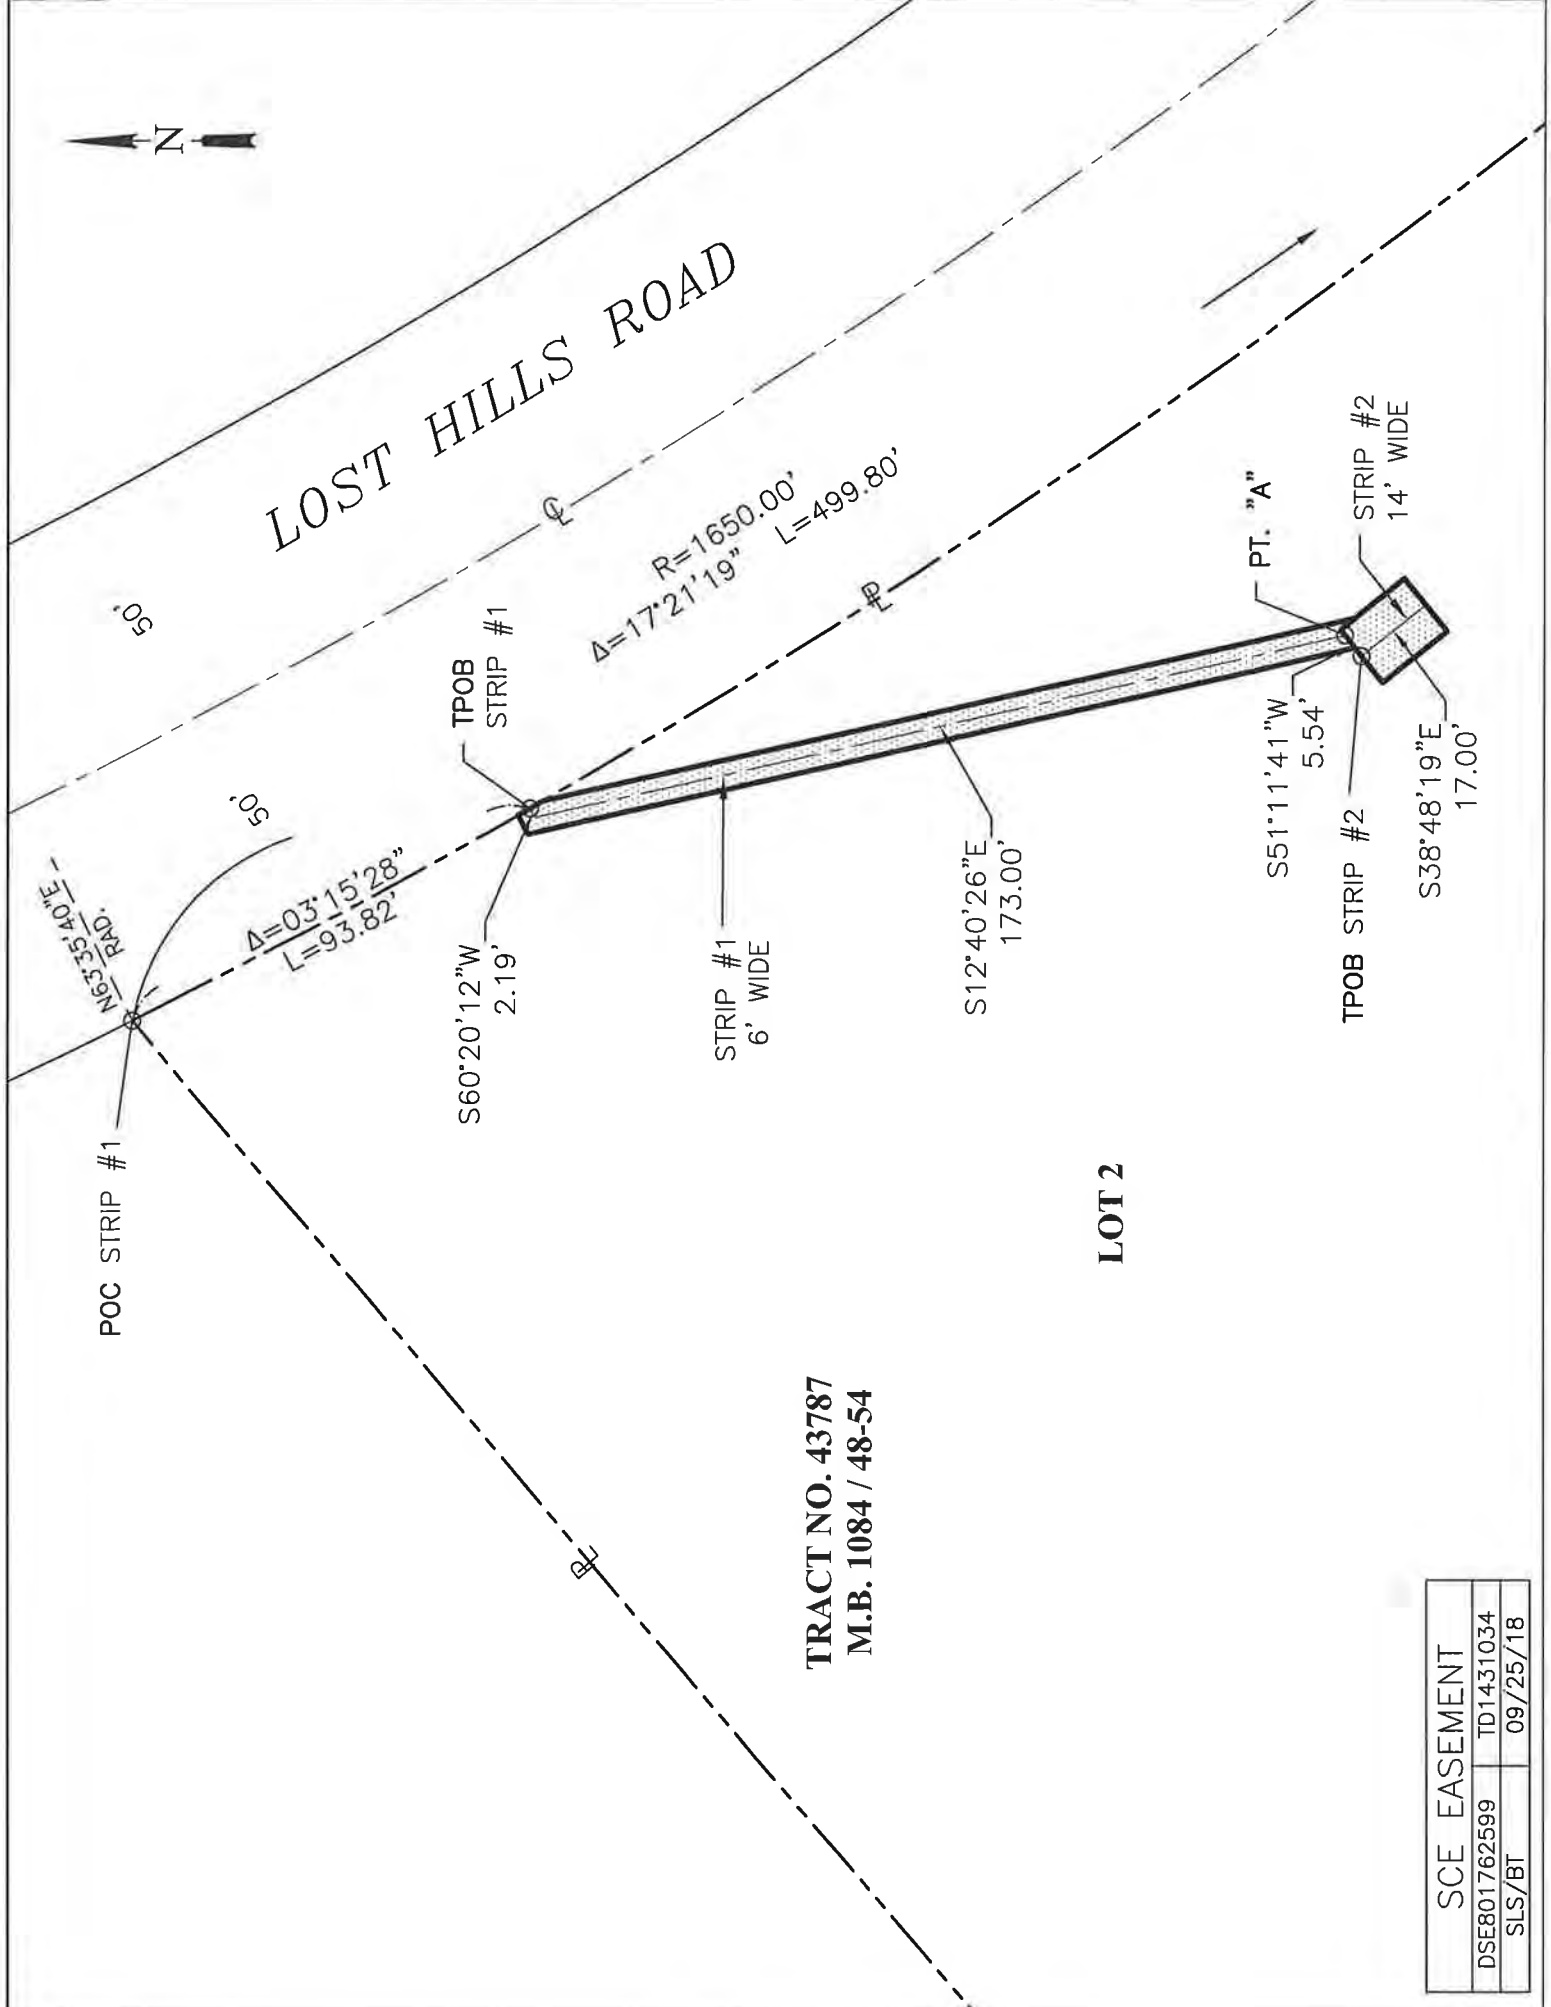 N
50'
LOST HILLS ROAD
℄
50'
N63°35'40"E
RAD.
Δ=03°15'28"
L=93.82'
POC STRIP #1
TPOB
STRIP #1
R=1650.00'
Δ=17°21'19" L=499.80'
PL
S60°20'12"W
2.19'
STRIP #1
6' WIDE
S12°40'26"E
173.00'
PT. "A"
STRIP #2
14' WIDE
S51°11'41"W
5.54'
TPOB STRIP #2
S38°48'19"E
17.00'
LOT 2
PL
TRACT NO. 43787
M.B. 1084 / 48-54
SCE EASEMENT
DSE801762599 TD1431034
SLS/BT 09/25/18